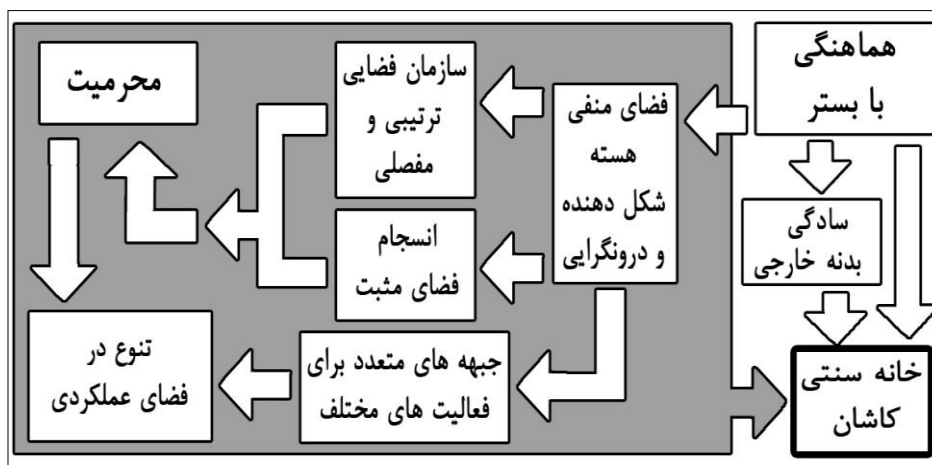 هماهنگی
با بستر
سادگی
بدنه خارجی
خانه سنتی
کاشان
فضای منفی
هسته
شکل دهنده
و درونگرایی
سازمان فضایی
ترتیبی و
مفصلی
انسجام
فضای مثبت
جبهه های متعدد برای
فعالیت های مختلف
محرمیت
تنوع در
فضای عملکردی